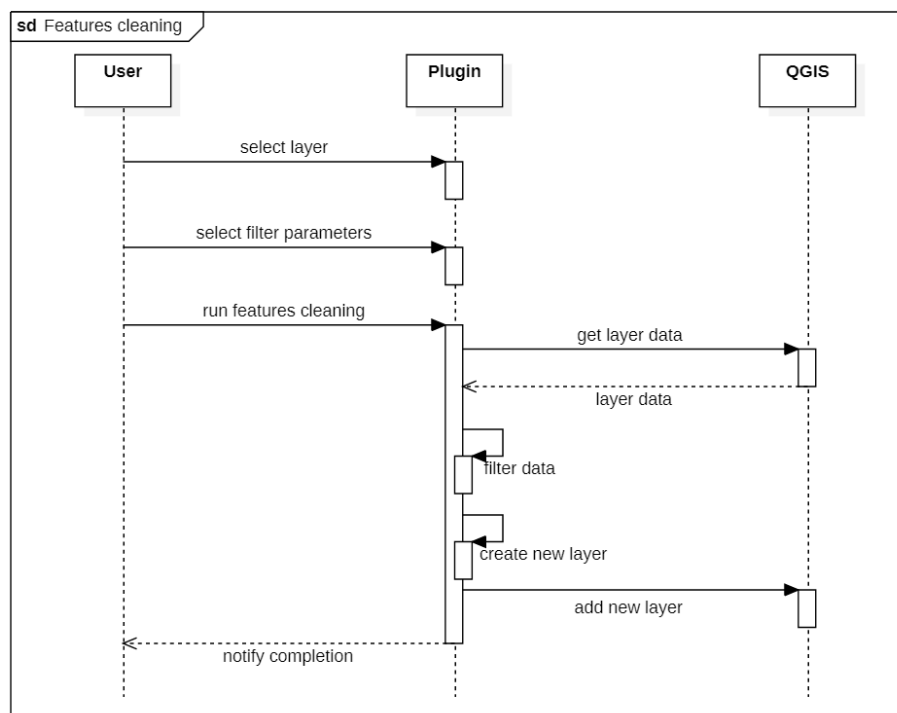 sd Features cleaning
User
Plugin
QGIS
select layer
select filter parameters
run features cleaning
get layer data
layer data
filter data
create new layer
add new layer
notify completion